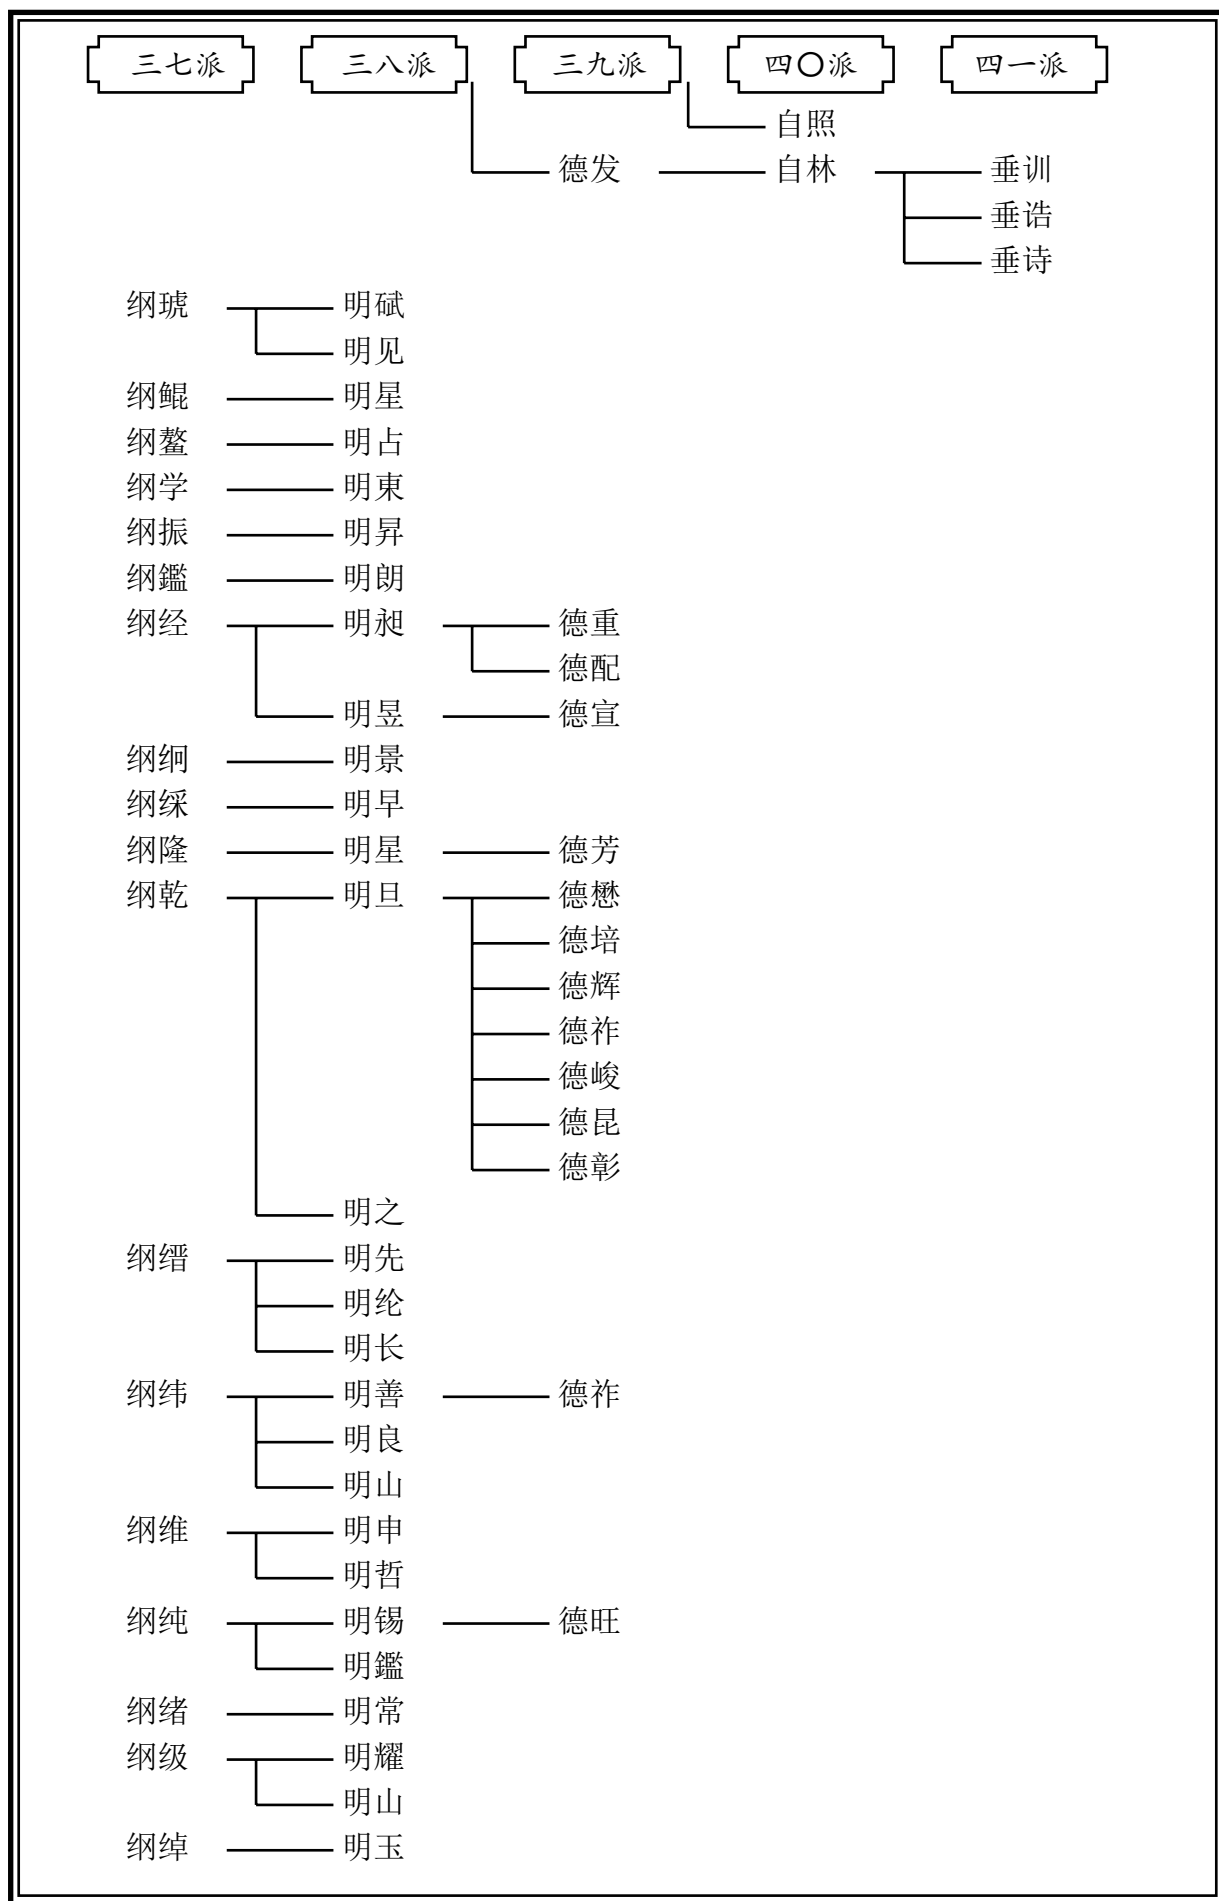 三七派 三八派 三九派 四〇派 四一派
自照
德发 自林 垂训
垂诰
垂诗
纲琥 明碔
明见
纲鲲 明星
纲鳌 明占
纲学 明東
纲振 明昇
纲鑑 明朗
纲经 明昶 德重
德配
明昱 德宣
纲䌹 明景
纲䌽 明早
纲隆 明星 德芳
纲乾 明旦 德懋
德培
德辉
德祚
德峻
德昆
德彰
明之
纲缙 明先
明纶
明长
纲纬 明善 德祚
明良
明山
纲维 明申
明哲
纲纯 明锡 德旺
明鑑
纲绪 明常
纲级 明耀
明山
纲绰 明玉